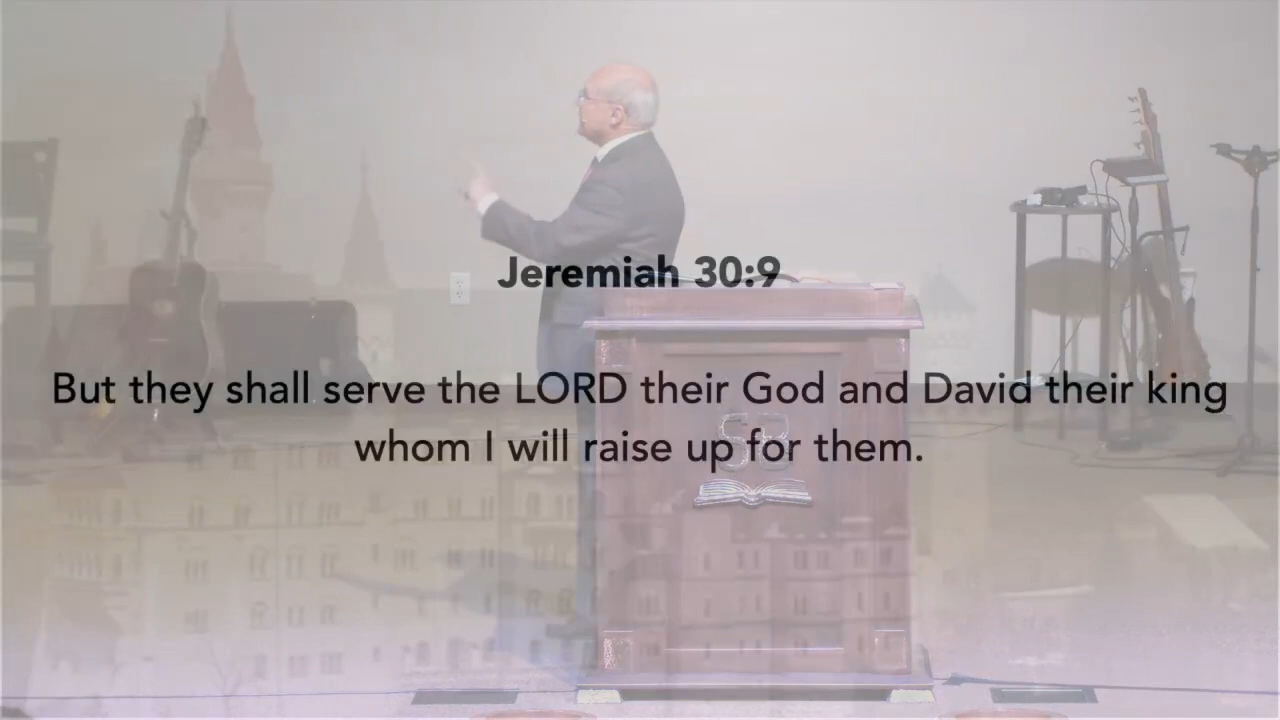 Jeremiah 30:9
But they shall serve the LORD their God and David their king
whom I will raise up for them.
SB